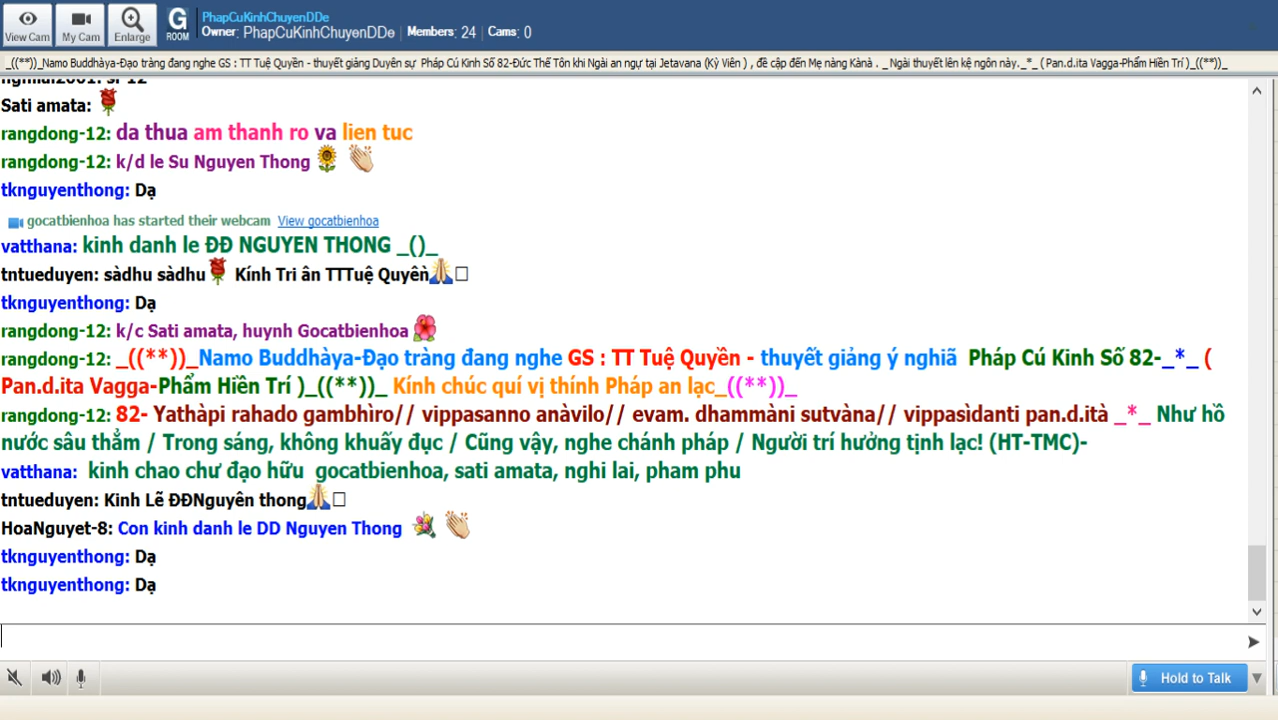 PhapCuKinhChuyenDDe
Owner: PhapCuKinhChuyenDDe | Members: 24 | Cams: 0
View Cam
My Cam
Enlarge
G
ROOM
_((**))_Namo Buddhàya-Đạo tràng đang nghe GS : TT Tuệ Quyền - thuyết giảng Duyên sự Pháp Cú Kinh Số 82-Đức Thế Tôn khi Ngài an ngự tại Jetavana (Kỳ Viên ) , đề cập đến Mẹ nàng Kànà . _ Ngài thuyết lên kệ ngôn này._*_ ( Pan.d.ita Vagga-Phẩm Hiền Trí )_((**))_
Sati amata:
rangdong-12: da thua am thanh ro va lien tuc
rangdong-12: k/d le Su Nguyen Thong
tknguyenthong: Dạ
gocatbienhoa has started their webcam View gocatbienhoa
vatthana: kinh danh le ĐĐ NGUYEN THONG _()_
tntueduyen: sàdhu sàdhu Kính Tri ân TTTuệ Quyền
tknguyenthong: Dạ
rangdong-12: k/c Sati amata, huynh Gocatbienhoa
rangdong-12: _((**))_Namo Buddhàya-Đạo tràng đang nghe GS : TT Tuệ Quyền - thuyết giảng ý nghiã Pháp Cú Kinh Số 82-_*_ (
Pan.d.ita Vagga-Phẩm Hiền Trí )_((**))_ Kính chúc quí vị thính Pháp an lạc_((**))_
rangdong-12: 82- Yathàpi rahado gambhìro// vippasanno anàvilo// evam. dhammàni sutvàna// vippasìdanti pan.d.ità _*_ Như hồ
nước sâu thẳm / Trong sáng, không khuấy đục / Cũng vậy, nghe chánh pháp / Người trí hưởng tịnh lạc! (HT-TMC)-
vatthana: kinh chao chư đạo hữu gocatbienhoa, sati amata, nghi lai, pham phu
tntueduyen: Kinh Lẽ ĐĐNguyên thong
HoaNguyet-8: Con kinh danh le DD Nguyen Thong
tknguyenthong: Dạ
tknguyenthong: Dạ
Hold to Talk